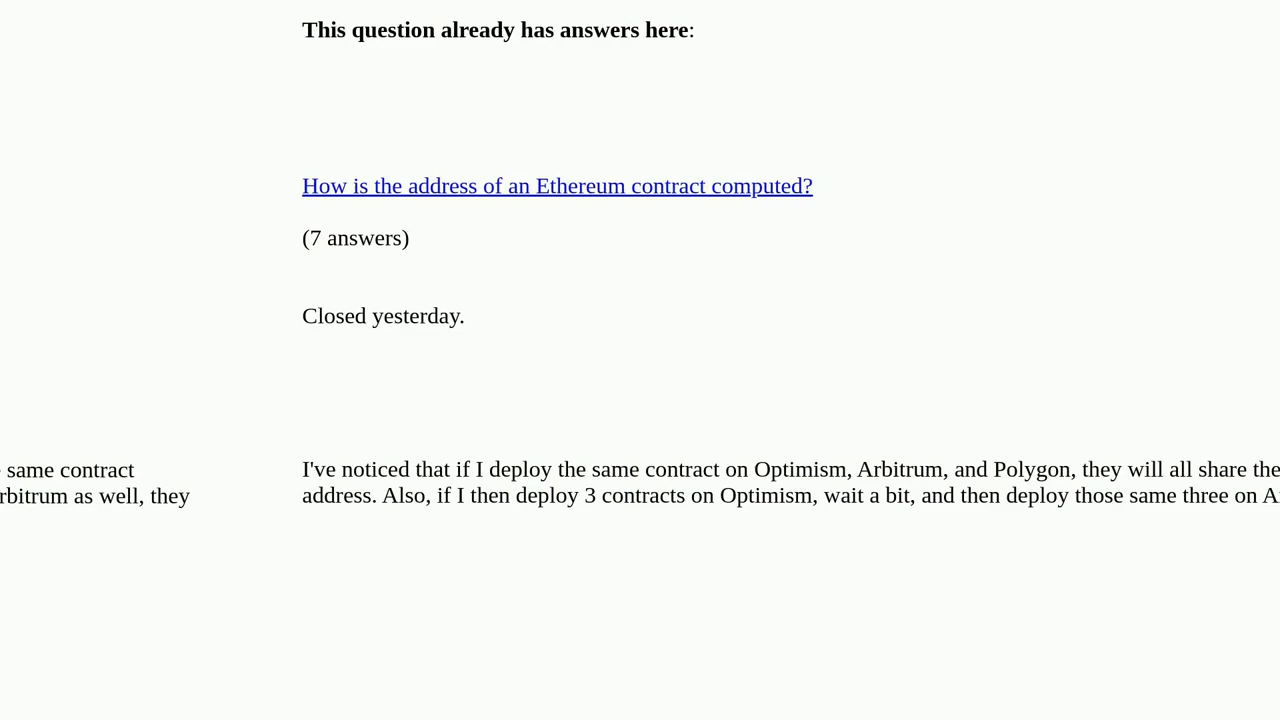 This question already has answers here:
How is the address of an Ethereum contract computed?
(7 answers)
Closed yesterday.
I've noticed that if I deploy the same contract on Optimism, Arbitrum, and Polygon, they will all share the
address. Also, if I then deploy 3 contracts on Optimism, wait a bit, and then deploy those same three on A
same contract
rbitrum as well, they